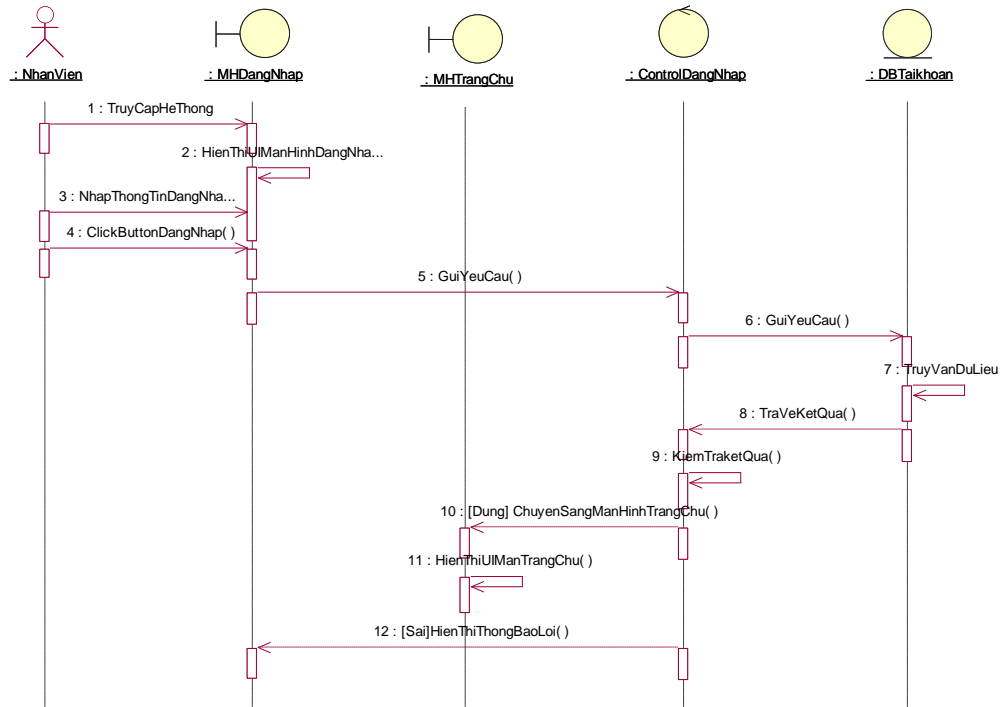 : NhanVien
: MHDangNhap
: MHTrangChu
: ControlDangNhap
: DBTaikhoan
1 : TruyCapHeThong
2 : HienThiUIManHinhDangNha...
3 : NhapThongTinDangNha...
4 : ClickButtonDangNhap( )
5 : GuiYeuCau( )
6 : GuiYeuCau( )
7 : TruyVanDuLieu
8 : TraVeKetQua( )
9 : KiemTraketQua( )
10 : [Dung] ChuyenSangManHinhTrangChu( )
11 : HienThiUIManTrangChu( )
12 : [Sai]HienThiThongBaoLoi( )